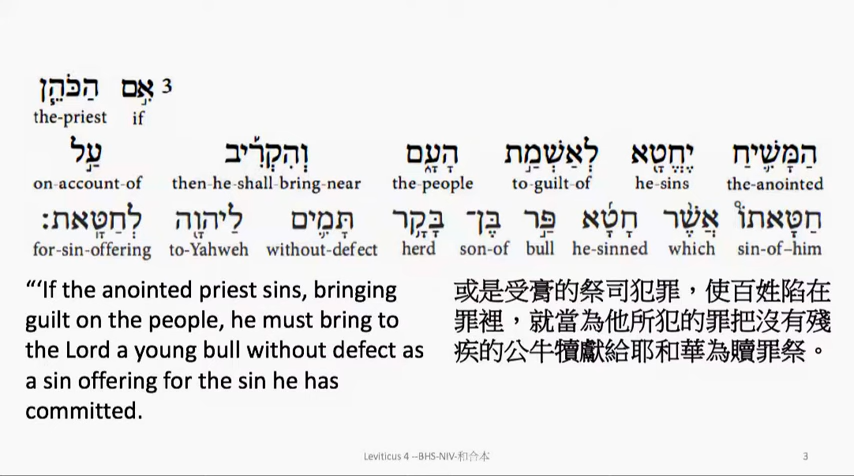 3 אִ֣ם הַכֹּהֵ֧ן
if the-priest
הַמָּשִׁ֛יחַ יֶחֱטָ֖א לְאַשְׁמַ֣ת הָעָ֑ם וְהִקְרִ֡יב עַ֣ל
the-anointed he-sins to-guilt-of the-people then-he-shall-bring-near on-account-of
חַטָּאתוֹ֩ אֲשֶׁ֨ר חָטָ֜א פַּ֣ר בֶּן־ בָּקָ֥ר תָּמִ֛ים לַיהוָ֖ה לְחַטָּֽאת׃
sin-of-him which he-sinned bull son-of herd without-defect to-Yahweh for-sin-offering
“‘If the anointed priest sins, bringing
guilt on the people, he must bring to
the Lord a young bull without defect as
a sin offering for the sin he has
committed.
或是受膏的祭司犯罪，使百姓陷在
罪裡，就當為他所犯的罪把沒有殘
疾的公牛犢獻給耶和華為贖罪祭。
Leviticus 4 --BHS-NIV-和合本
3